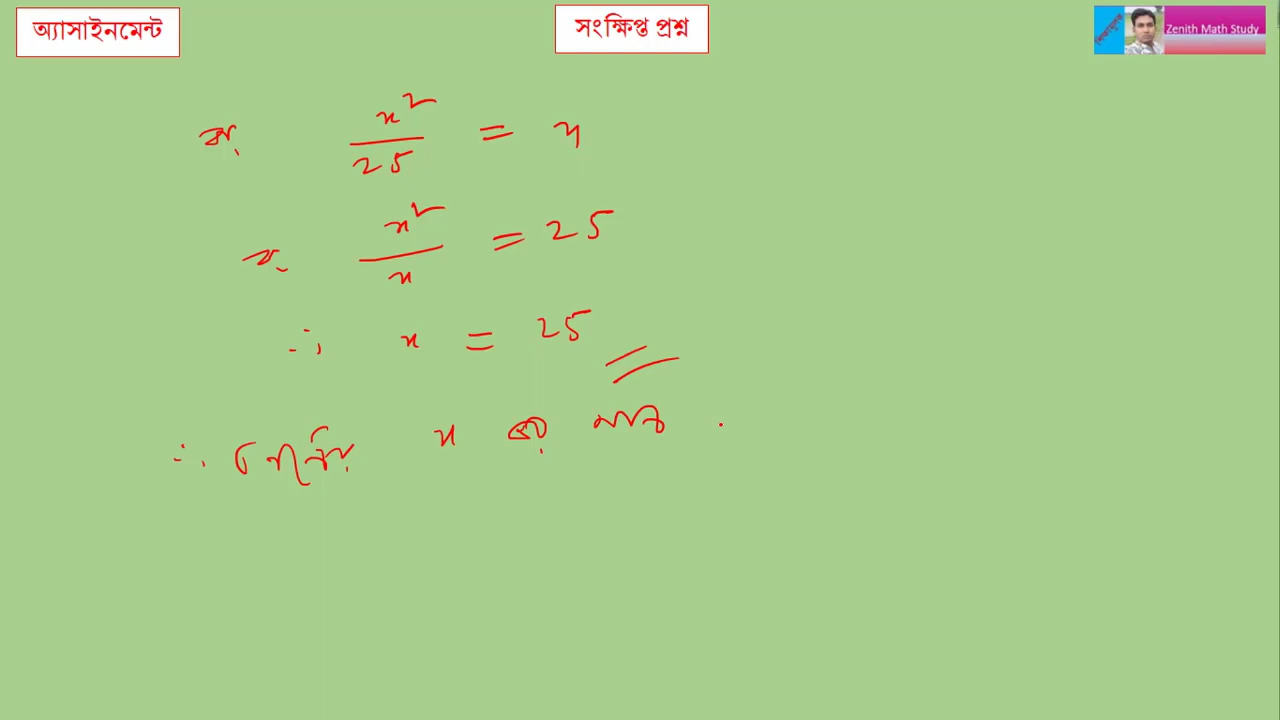 অ্যাসাইনমেন্ট
সংক্ষিপ্ত প্রশ্ন
Zenith Math Study
বা, x²/25 = x
বা, x²/x = 25
∴ x = 25
∴ নির্ণেয় x এর মান